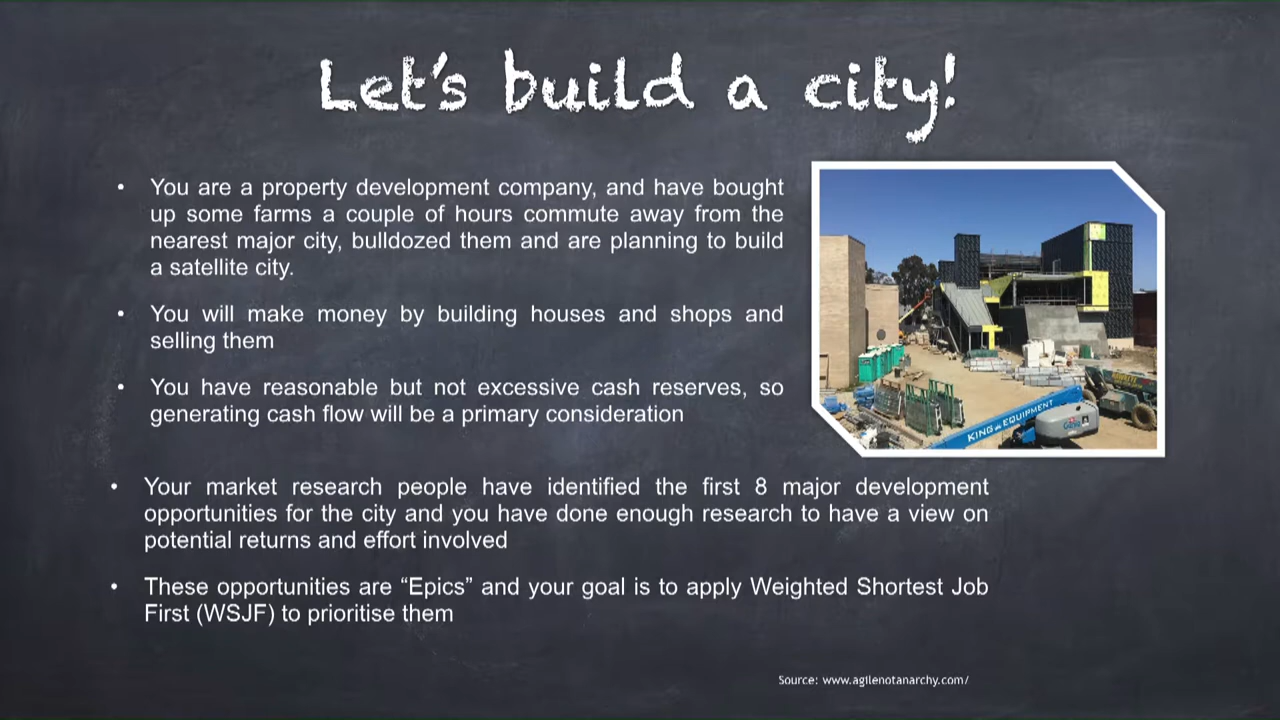 Let's build a city!
• You are a property development company, and have bought
up some farms a couple of hours commute away from the
nearest major city, bulldozed them and are planning to build
a satellite city.
• You will make money by building houses and shops and
selling them
• You have reasonable but not excessive cash reserves, so
generating cash flow will be a primary consideration
KING EQUIPMENT
Genie
• Your market research people have identified the first 8 major development
opportunities for the city and you have done enough research to have a view on
potential returns and effort involved
• These opportunities are “Epics” and your goal is to apply Weighted Shortest Job
First (WSJF) to prioritise them
Source: www.agilenotanarchy.com/